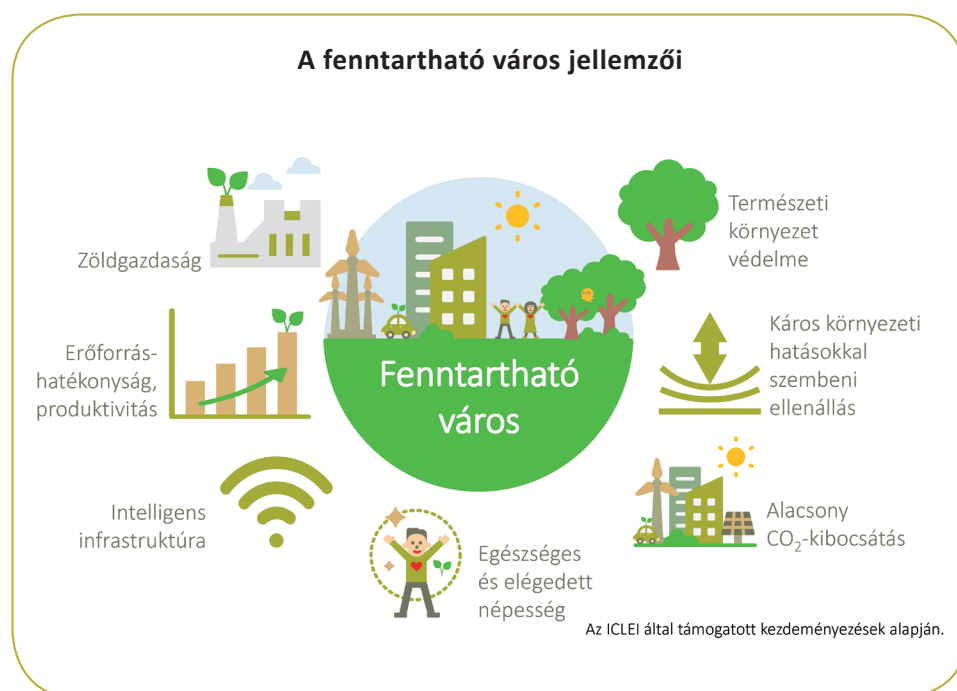 A fenntartható város jellemzői
Zöldgazdaság
Erőforrás-
hatékonyság,
produktivitás
Intelligens
infrastruktúra
Fenntartható
város
Egészséges
és elégedett
népesség
Természeti
környezet
védelme
Káros környezeti
hatásokkal
szembeni
ellenállás
Alacsony
CO₂-kibocsátás
Az ICLEI által támogatott kezdeményezések alapján.